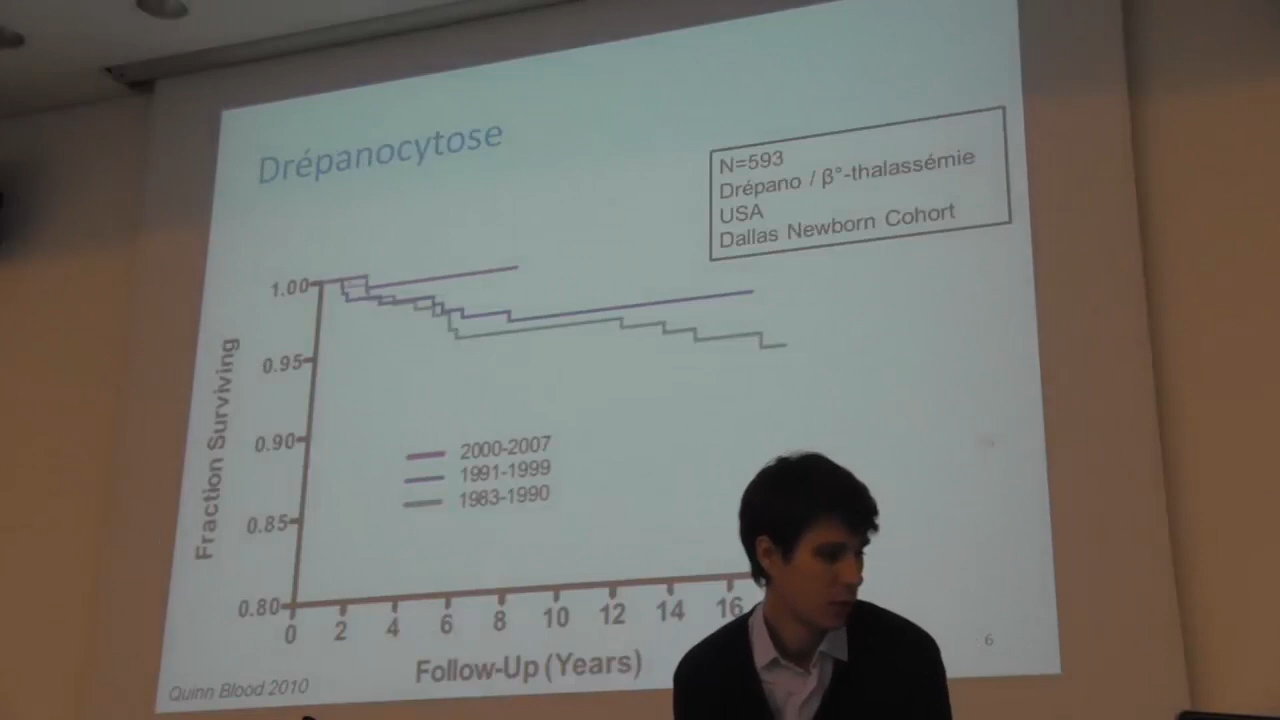 Drépanocytose
N=593
Drépano / β°-thalassémie
USA
Dallas Newborn Cohort
1.00
0.95
0.90
0.85
0.80
Fraction Surviving
2000-2007
1991-1999
1983-1990
0 2 4 6 8 10 12 14 16
Follow-Up (Years)
Quinn Blood 2010
6